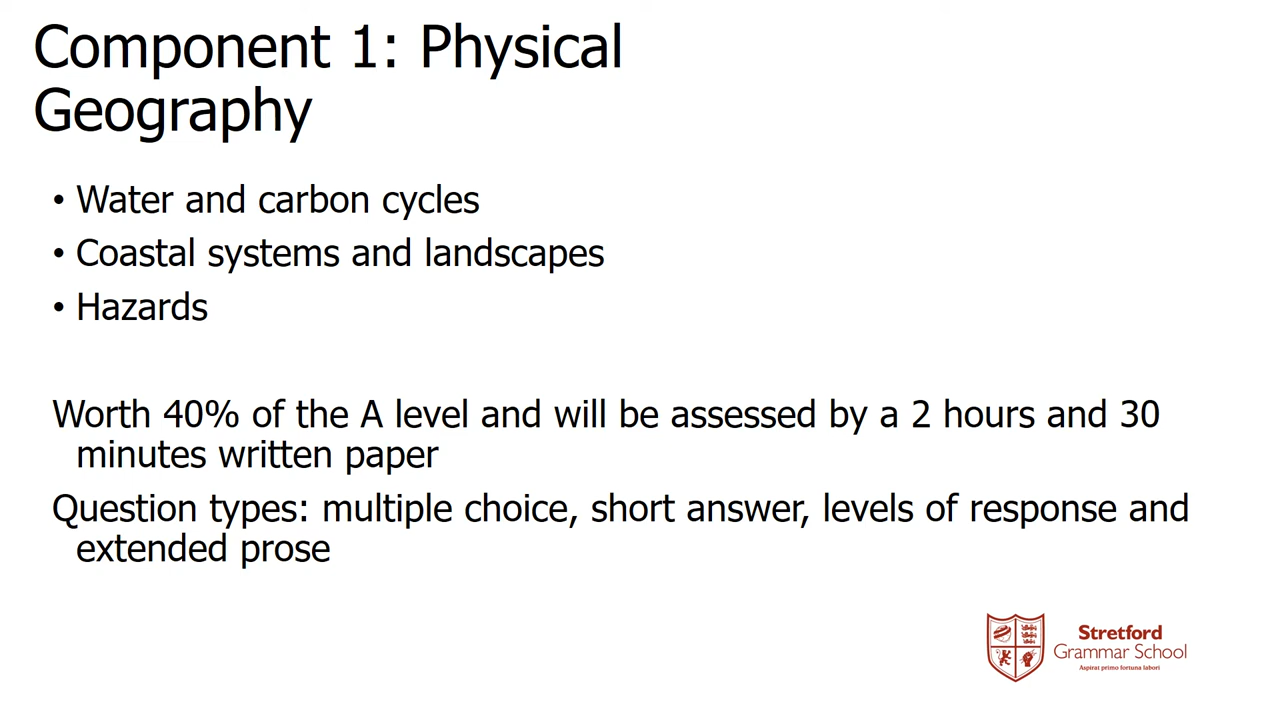 Component 1: Physical
Geography
• Water and carbon cycles
• Coastal systems and landscapes
• Hazards
Worth 40% of the A level and will be assessed by a 2 hours and 30
minutes written paper
Question types: multiple choice, short answer, levels of response and
extended prose
Stretford
Grammar School
Aspirat primo fortuna labori